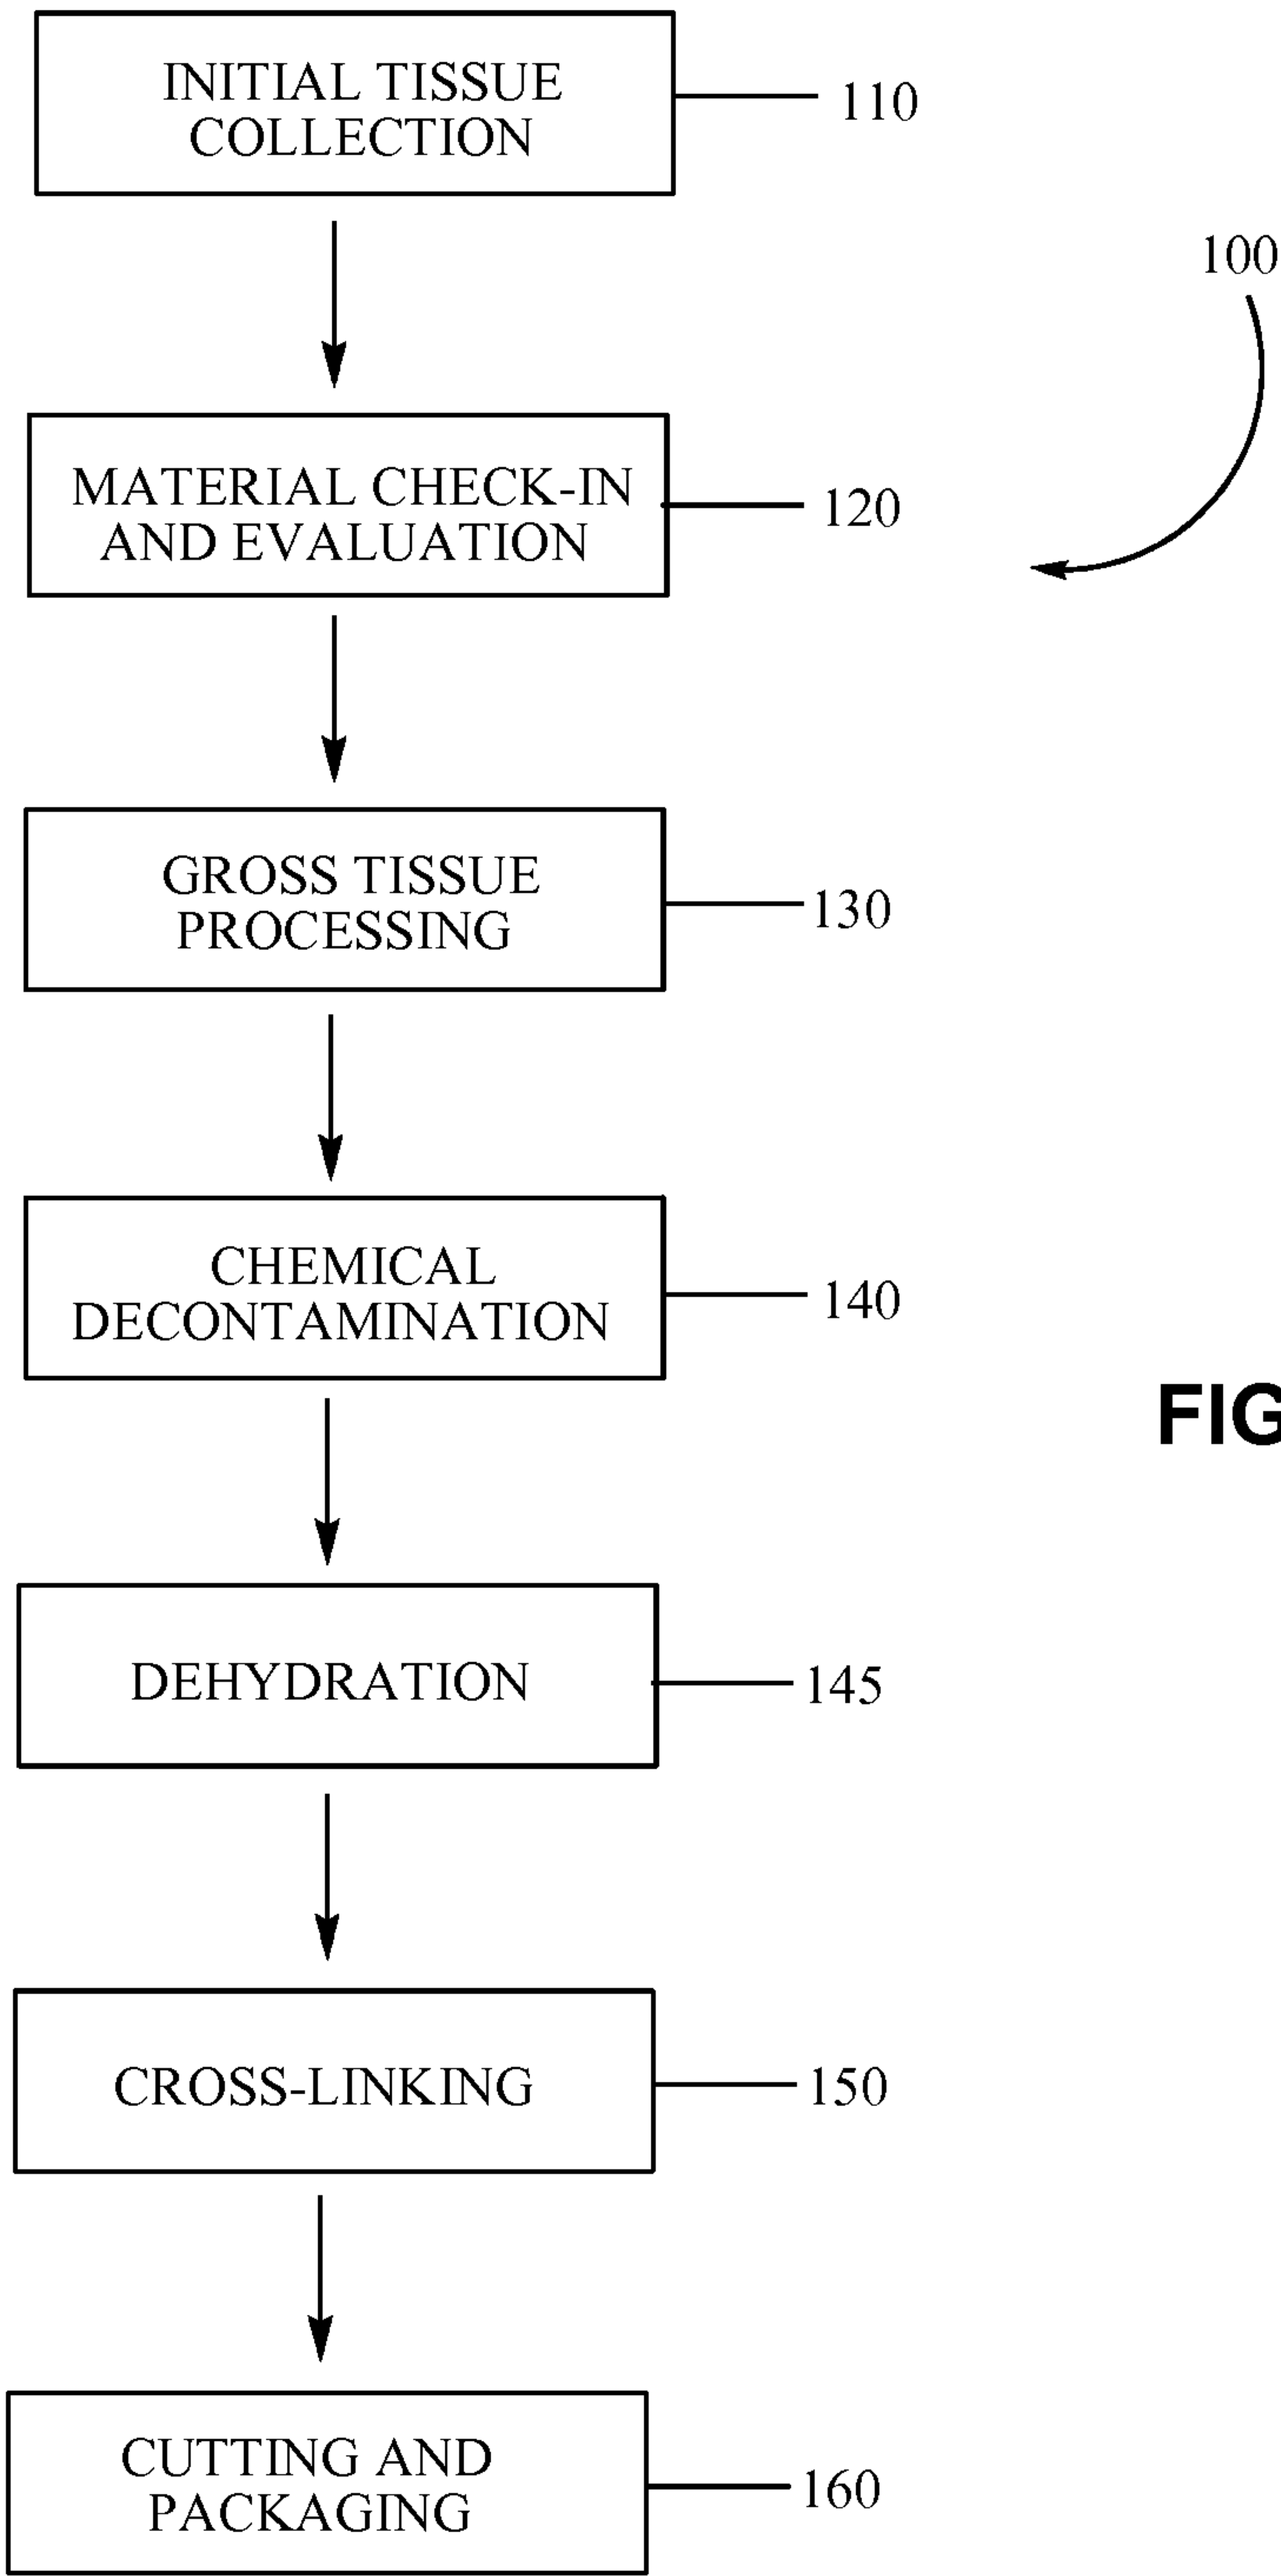 INITIAL TISSUE
COLLECTION
110
100
MATERIAL CHECK-IN
AND EVALUATION
120
GROSS TISSUE
PROCESSING
130
CHEMICAL
DECONTAMINATION
140
FIG
DEHYDRATION
145
CROSS-LINKING
150
CUTTING AND
PACKAGING
160